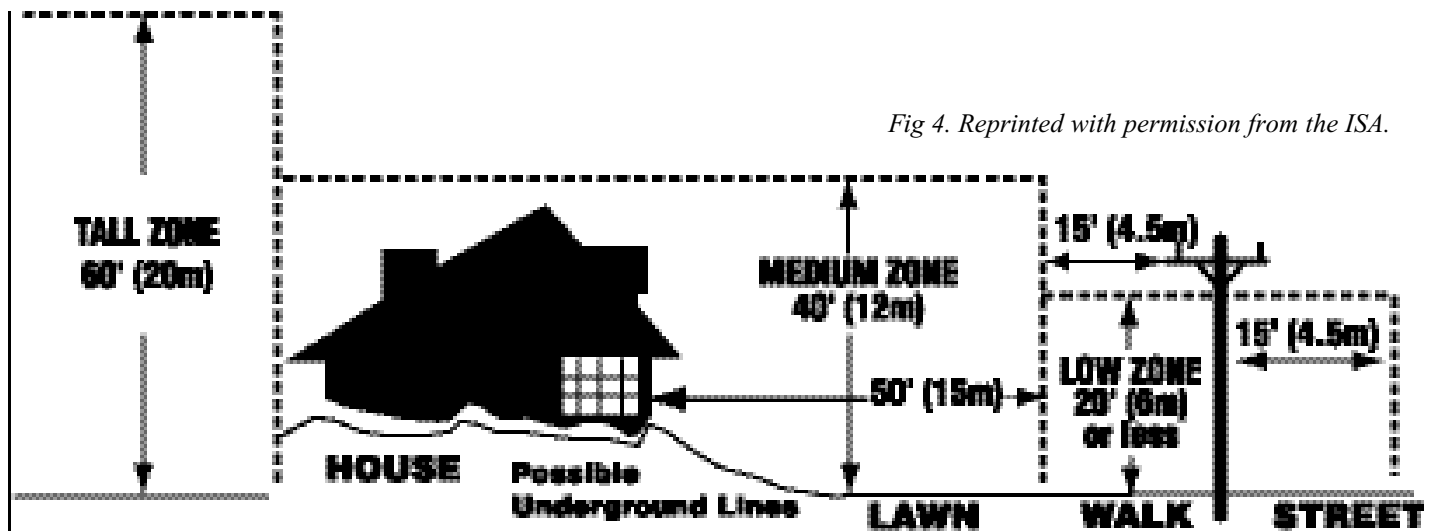 Fig 4. Reprinted with permission from the ISA.
TALL ZONE
60' (20m)
MEDIUM ZONE
40' (12m)
15' (4.5m)
15' (4.5m)
LOW ZONE
20' (6m)
or less
50' (15m)
HOUSE
Possible
Underground Lines
LAWN
WALK
STREET